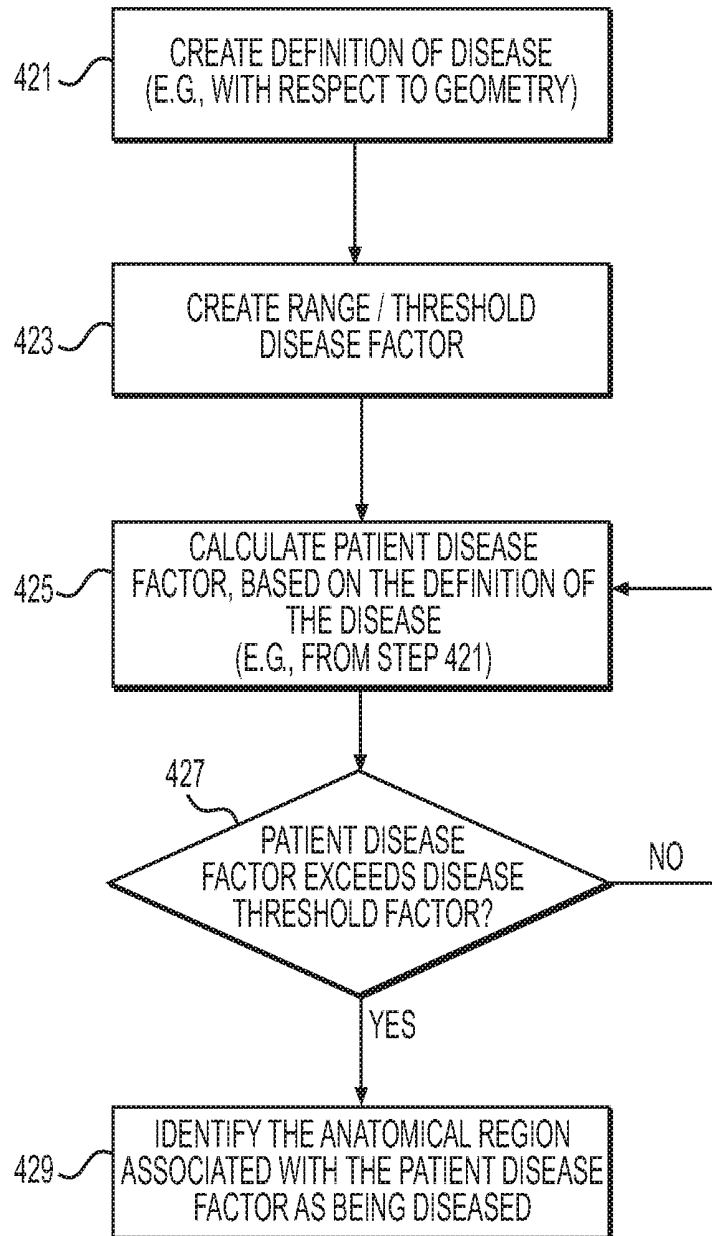 421
CREATE DEFINITION OF DISEASE
(E.G., WITH RESPECT TO GEOMETRY)
423
CREATE RANGE / THRESHOLD
DISEASE FACTOR
425
CALCULATE PATIENT DISEASE
FACTOR, BASED ON THE DEFINITION OF
THE DISEASE
(E.G., FROM STEP 421)
427
PATIENT DISEASE
FACTOR EXCEEDS DISEASE
THRESHOLD FACTOR?
NO
YES
429
IDENTIFY THE ANATOMICAL REGION
ASSOCIATED WITH THE PATIENT DISEASE
FACTOR AS BEING DISEASED